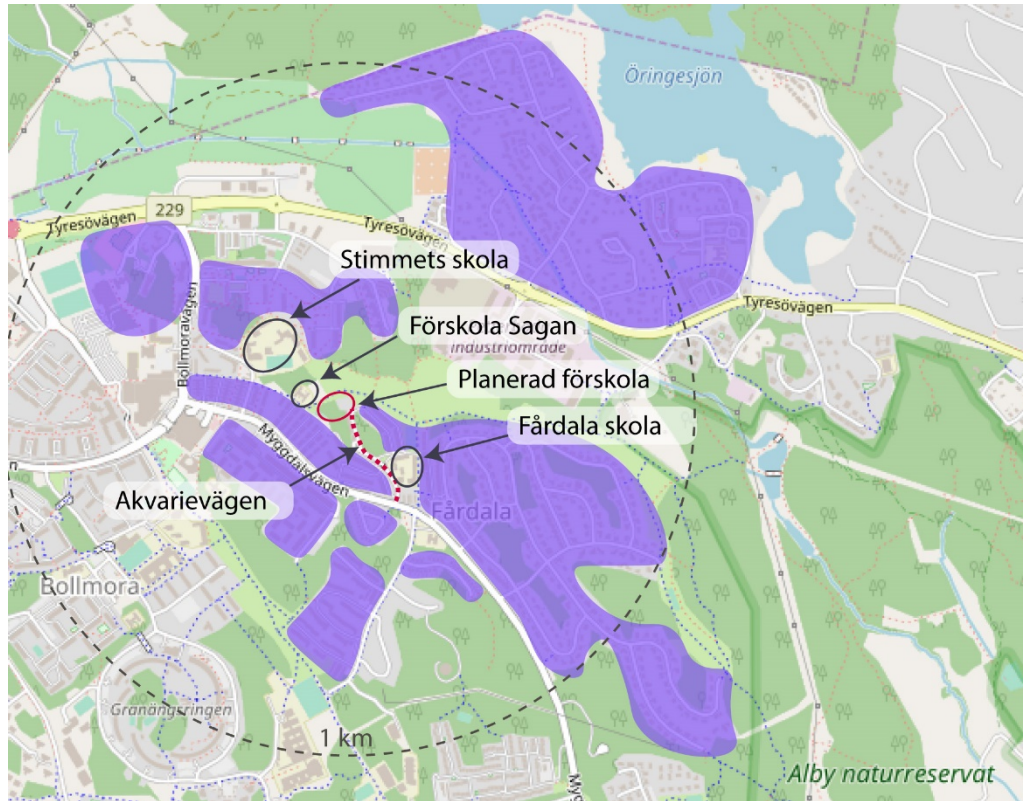 Öringesjön
229
Tyresövägen
Tyresövägen
Stimmets skola
Förskola Sagan
Bollmoravägen
Tyresövägen
Industriområde
Planerad förskola
Fårdala skola
Myggdalsvägen
Akvarievägen
Fårdala
H
Bollmora
Granängsringen
1 km
Alby naturreservat